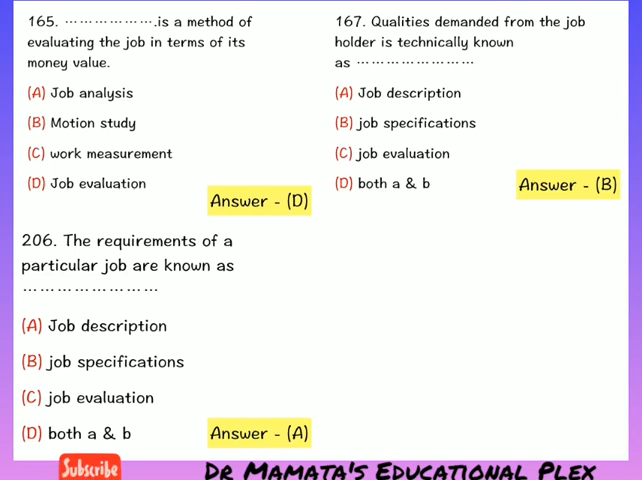 165. ………………….is a method of
evaluating the job in terms of its
money value.
(A) Job analysis
(B) Motion study
(C) work measurement
(D) Job evaluation
Answer - (D)
167. Qualities demanded from the job
holder is technically known
as …………………………
(A) Job description
(B) job specifications
(C) job evaluation
(D) both a & b
Answer - (B)
206. The requirements of a
particular job are known as
……………………
(A) Job description
(B) job specifications
(C) job evaluation
(D) both a & b
Answer - (A)
Subscribe
DR MAMATA'S EDUCATIONAL PLEX